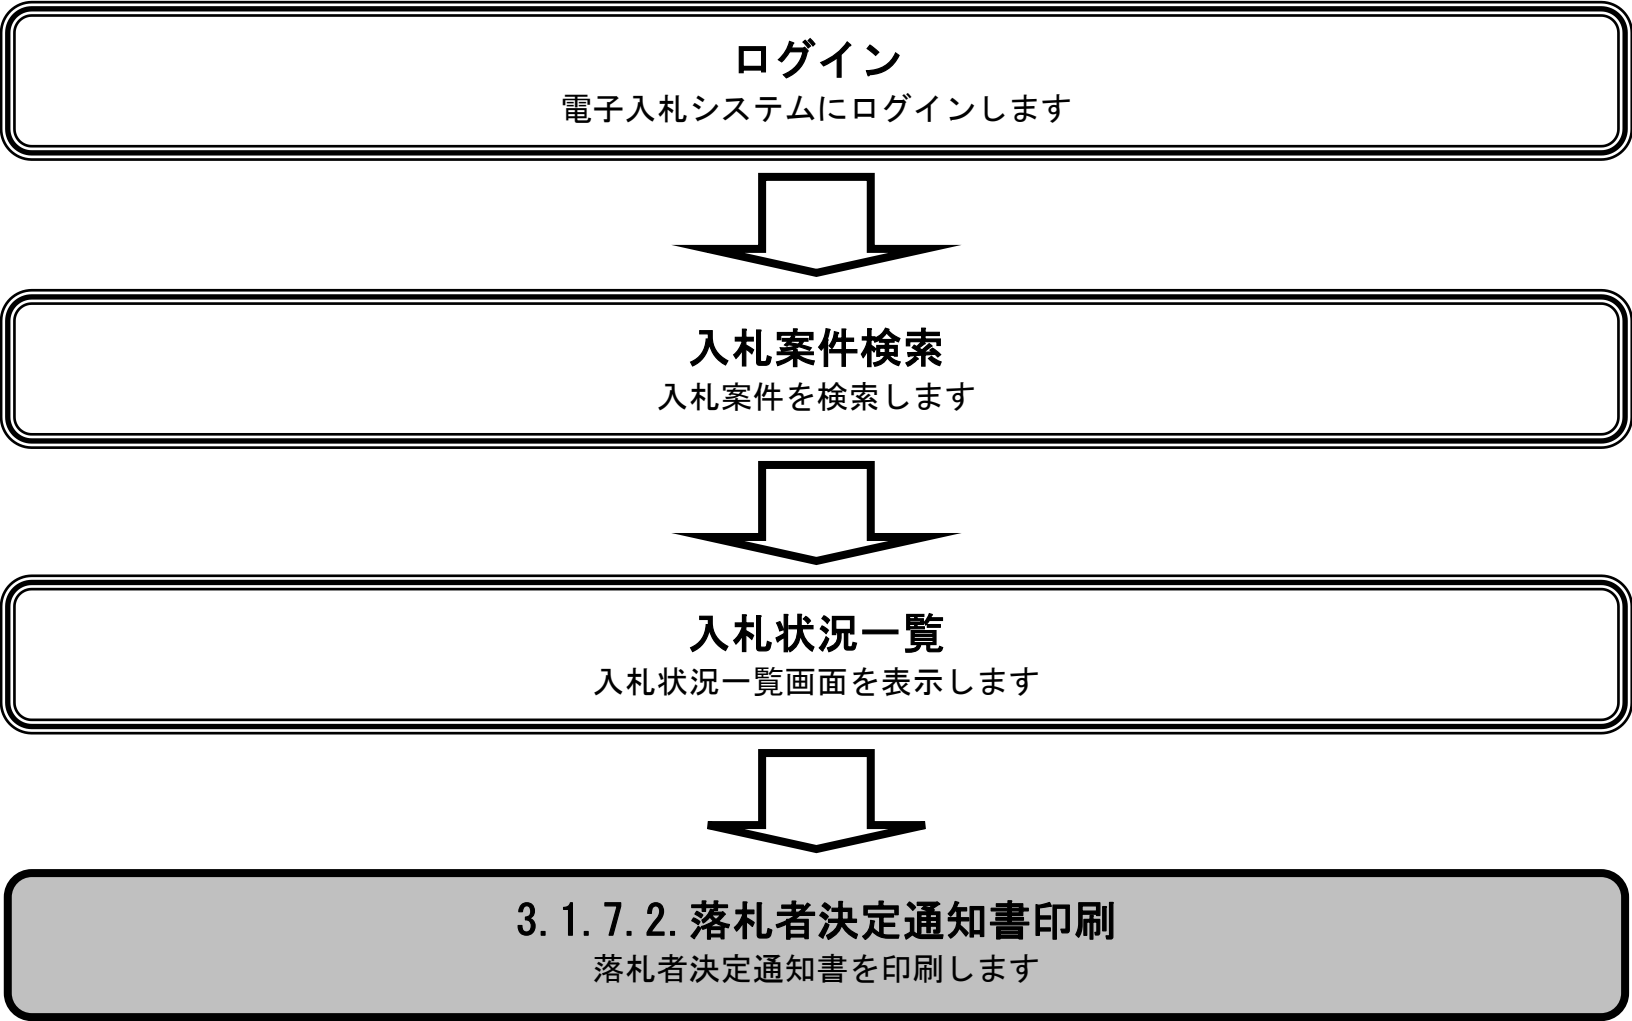 ログイン
電子入札システムにログインします
入札案件検索
入札案件を検索します
入札状況一覧
入札状況一覧画面を表示します
3.1.7.2.落札者決定通知書印刷
落札者決定通知書を印刷します